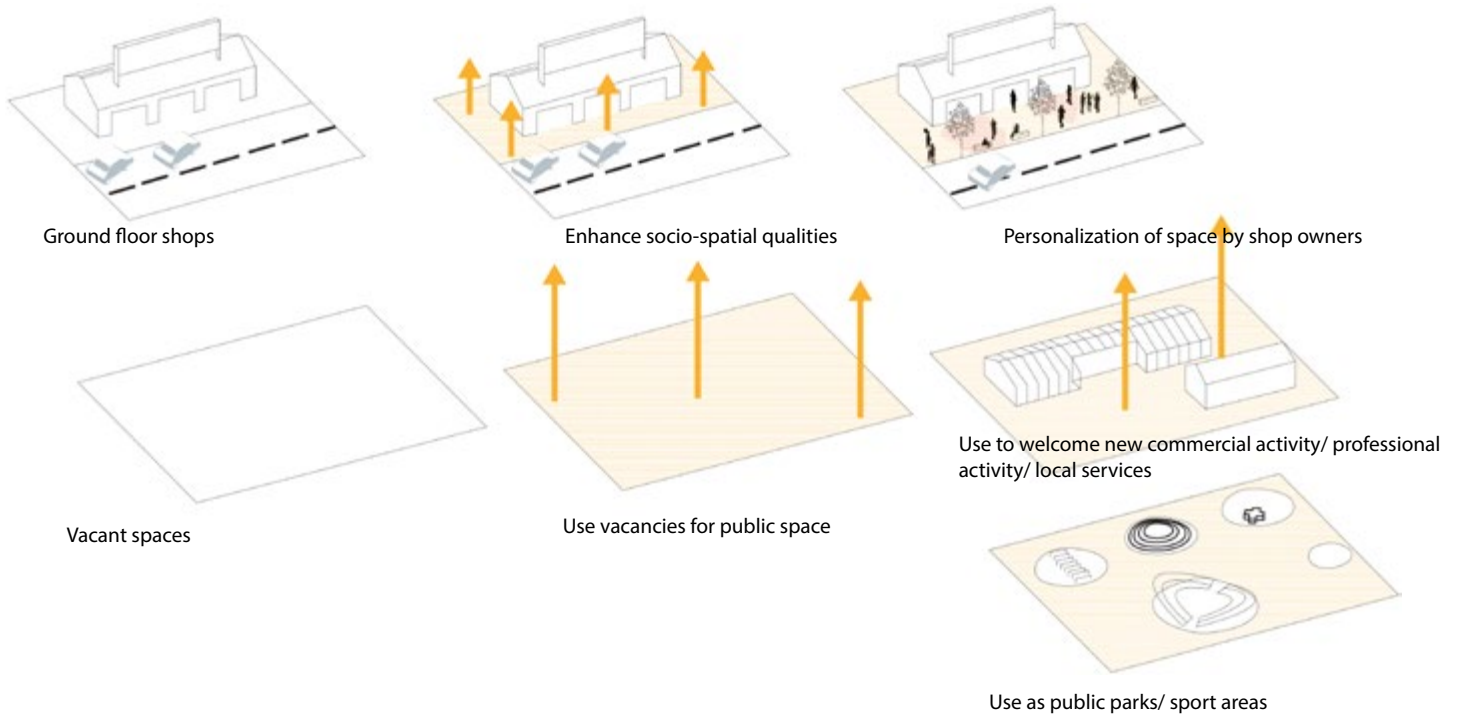 Ground floor shops
Enhance socio-spatial qualities
Personalization of space by shop owners
Vacant spaces
Use vacancies for public space
Use to welcome new commercial activity/ professional
activity/ local services
Use as public parks/ sport areas